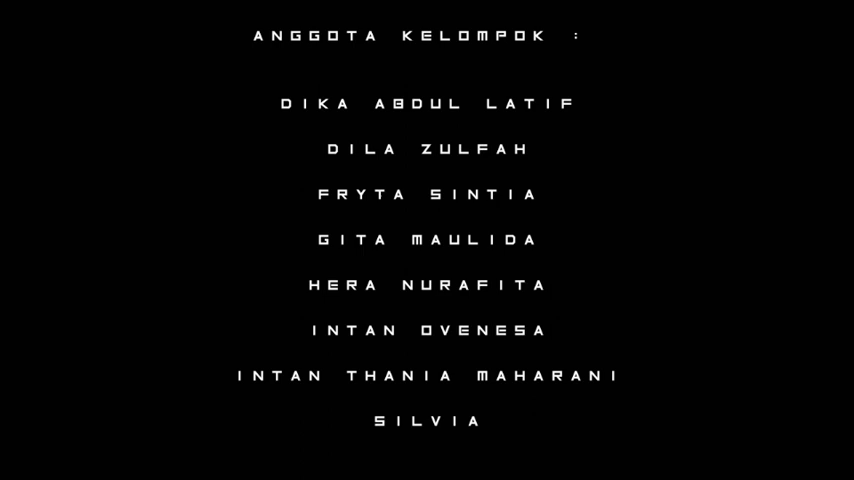 ANGGOTA KELOMPOK :
DIKA ABDUL LATIF
DILA ZULFAH
FRYTA SINTIA
GITA MAULIDA
HERA NURAFITA
INTAN OVENESA
INTAN THANIA MAHARANI
SILVIA